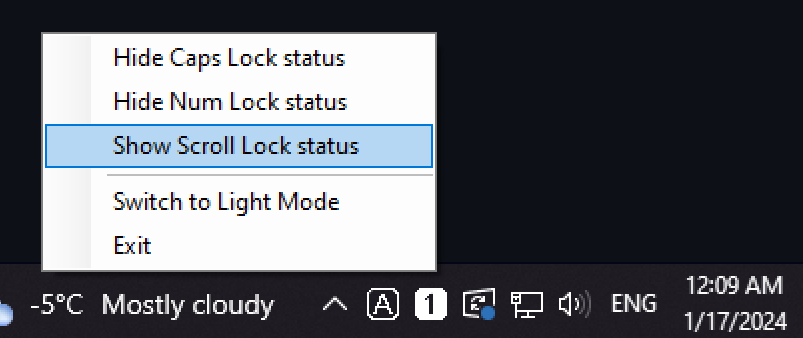 Hide Caps Lock status
Hide Num Lock status
Show Scroll Lock status
Switch to Light Mode
Exit
-5°C Mostly cloudy A 1 ENG 12:09 AM
1/17/2024